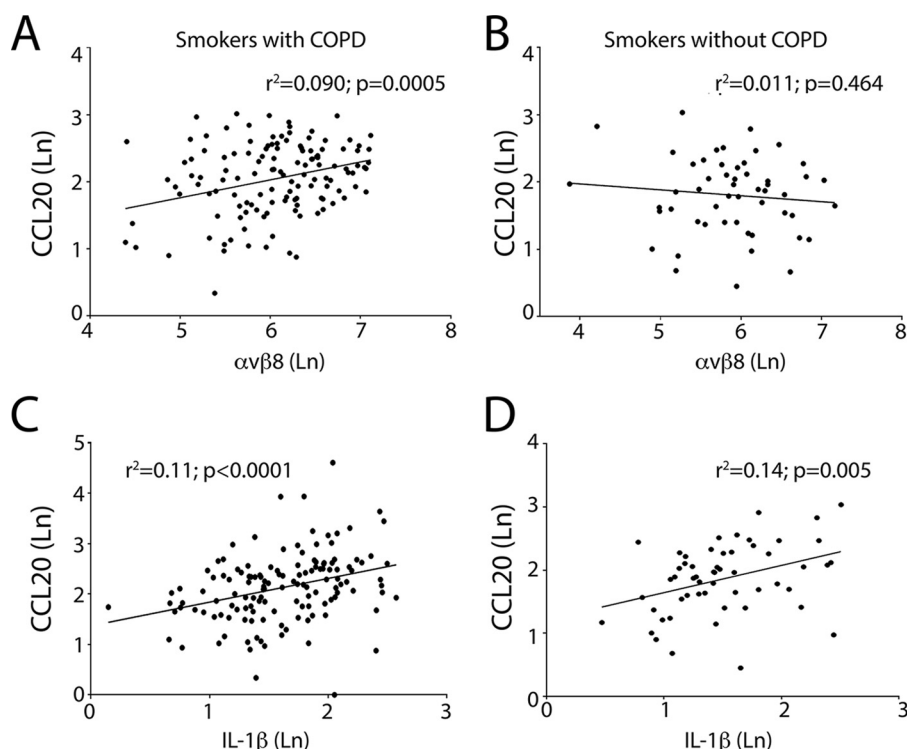 A
Smokers with COPD
r²=0.090; p=0.0005
CCL20 (Ln)
4
3
2
1
0
4 5 6 7 8
αvβ8 (Ln)
B
Smokers without COPD
r²=0.011; p=0.464
CCL20 (Ln)
4
3
2
1
0
4 5 6 7 8
αvβ8 (Ln)
C
r²=0.11; p<0.0001
CCL20 (Ln)
5
4
3
2
1
0
0 1 2 3
IL-1β (Ln)
D
r²=0.14; p=0.005
CCL20 (Ln)
4
3
2
1
0
0 1 2 3
IL-1β (Ln)